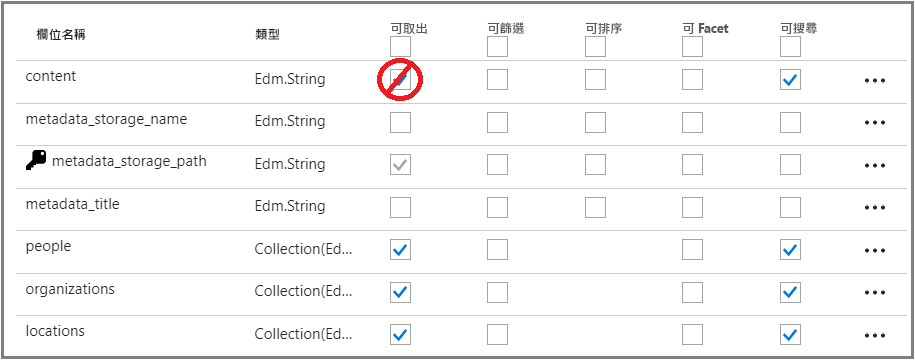 欄位名稱 類型 可取出 可篩選 可排序 可 Facet 可搜尋
content Edm.String
metadata_storage_name Edm.String
metadata_storage_path Edm.String
metadata_title Edm.String
people Collection(Ed...
organizations Collection(Ed...
locations Collection(Ed...